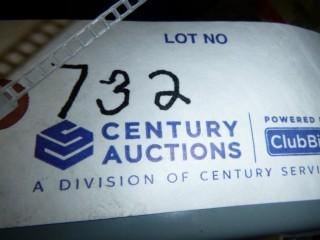 LOT NO
732
CENTURY
AUCTIONS
POWERED
ClubBi
A DIVISION OF CENTURY SERVI